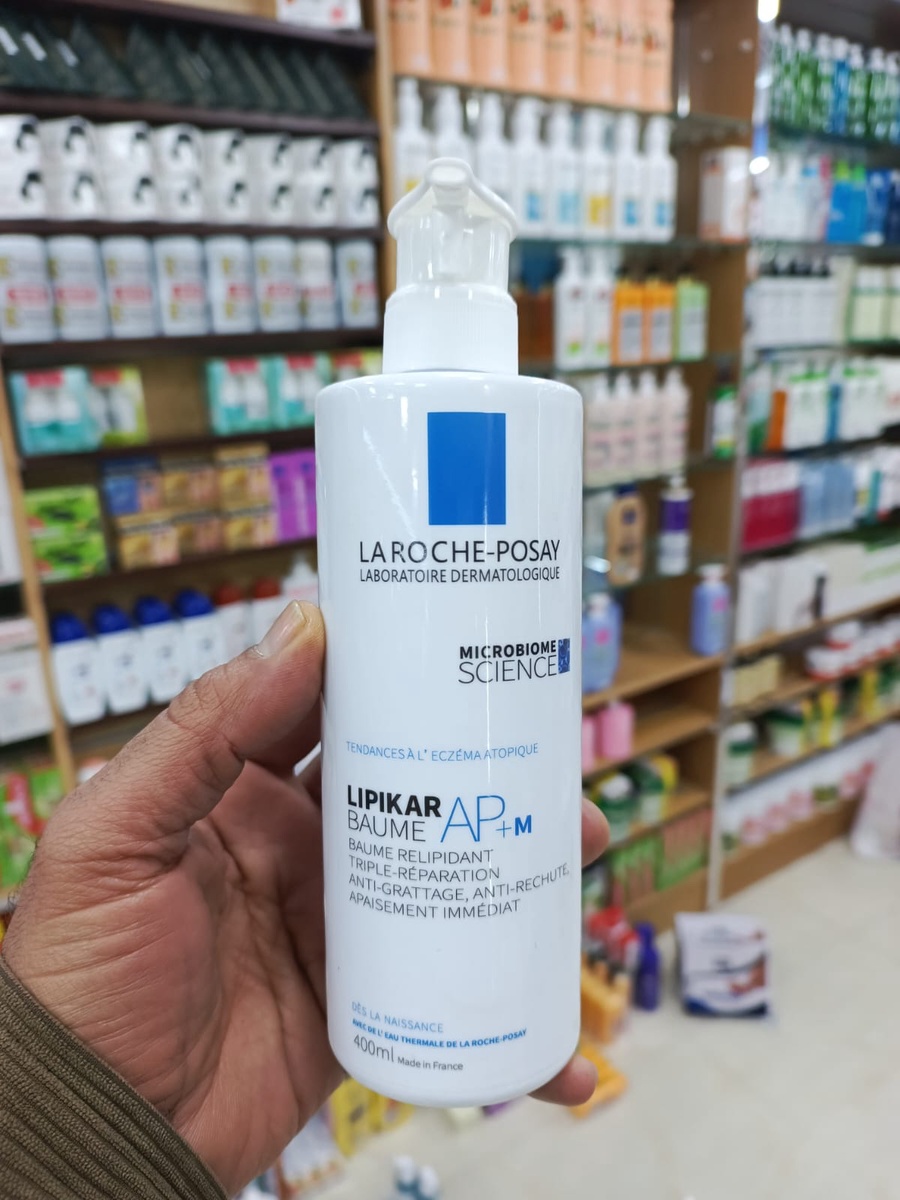 LA ROCHE-POSAY
LABORATOIRE DERMATOLOGIQUE
MICROBIOME
SCIENCE
TENDANCES À L' ECZÉMA ATOPIQUE
LIPIKAR
BAUME AP+M
BAUME RELIPIDANT
TRIPLE-RÉPARATION
ANTI-GRATTAGE, ANTI-RECHUTE,
APAISEMENT IMMÉDIAT
DÈS LA NAISSANCE
AVEC DE L' EAU THERMALE DE LA ROCHE-POSAY
400ml Made in France